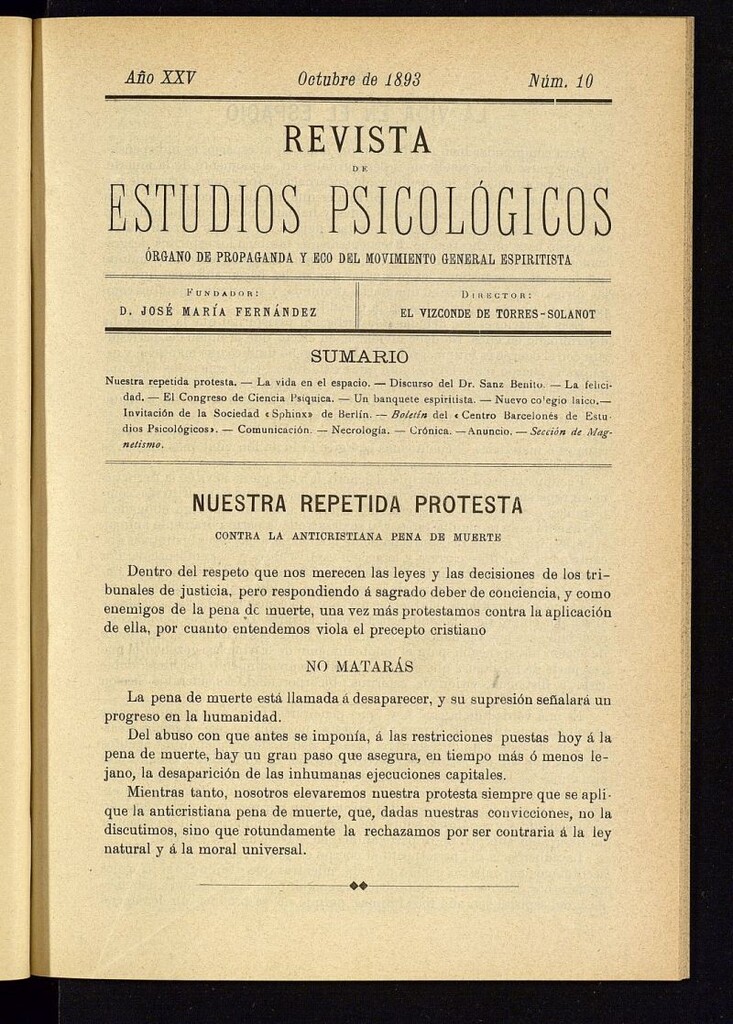 Año XXV Octubre de 1893 Núm. 10
REVISTA
DE
ESTUDIOS PSICOLÓGICOS
ÓRGANO DE PROPAGANDA Y ECO DEL MOVIMIENTO GENERAL ESPIRITISTA
FUNDADOR:
D. JOSÉ MARÍA FERNÁNDEZ
DIRECTOR:
EL VIZCONDE DE TORRES-SOLANOT
SUMARIO
Nuestra repetida protesta. — La vida en el espacio. — Discurso del Dr. Sanz Benito. — La felici-
dad. — El Congreso de Ciencia Psíquica. — Un banquete espiritista. — Nuevo colegio laico. —
Invitación de la Sociedad «Sphinx» de Berlín. — Boletín del «Centro Barcelonés de Estu-
dios Psicológicos». — Comunicación. — Necrología. — Crónica. — Anuncio. — Sección de Mag-
netismo.
NUESTRA REPETIDA PROTESTA
CONTRA LA ANTICRISTIANA PENA DE MUERTE
Dentro del respeto que nos merecen las leyes y las decisiones de los tri-
bunales de justicia, pero respondiendo á sagrado deber de conciencia, y como
enemigos de la pena de muerte, una vez más protestamos contra la aplicación
de ella, por cuanto entendemos viola el precepto cristiano
NO MATARÁS
La pena de muerte está llamada á desaparecer, y su supresión señalará un
progreso en la humanidad.
Del abuso con que antes se imponía, á las restricciones puestas hoy á la
pena de muerte, hay un gran paso que asegura, en tiempo más ó menos le-
jano, la desaparición de las inhumanas ejecuciones capitales.
Mientras tanto, nosotros elevaremos nuestra protesta siempre que se apli-
que la anticristiana pena de muerte, que, dadas nuestras convicciones, no la
discutimos, sino que rotundamente la rechazamos por ser contraria á la ley
natural y á la moral universal.